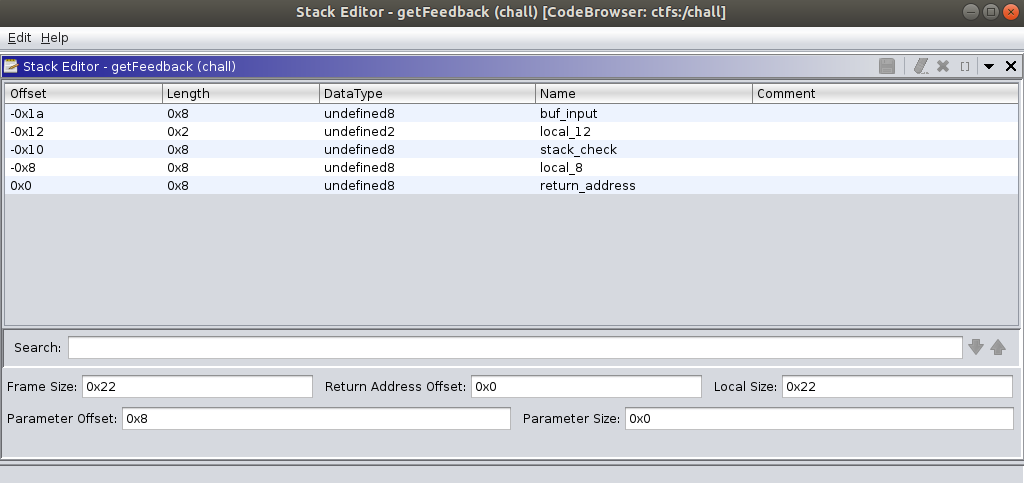 Stack Editor - getFeedback (chall) [CodeBrowser: ctfs:/chall]
Edit Help
Stack Editor - getFeedback (chall)
Offset Length DataType Name Comment
-0x1a 0x8 undefined8 buf_input
-0x12 0x2 undefined2 local_12
-0x10 0x8 undefined8 stack_check
-0x8 0x8 undefined8 local_8
0x0 0x8 undefined8 return_address
Search:
Frame Size: 0x22 Return Address Offset: 0x0 Local Size: 0x22
Parameter Offset: 0x8 Parameter Size: 0x0